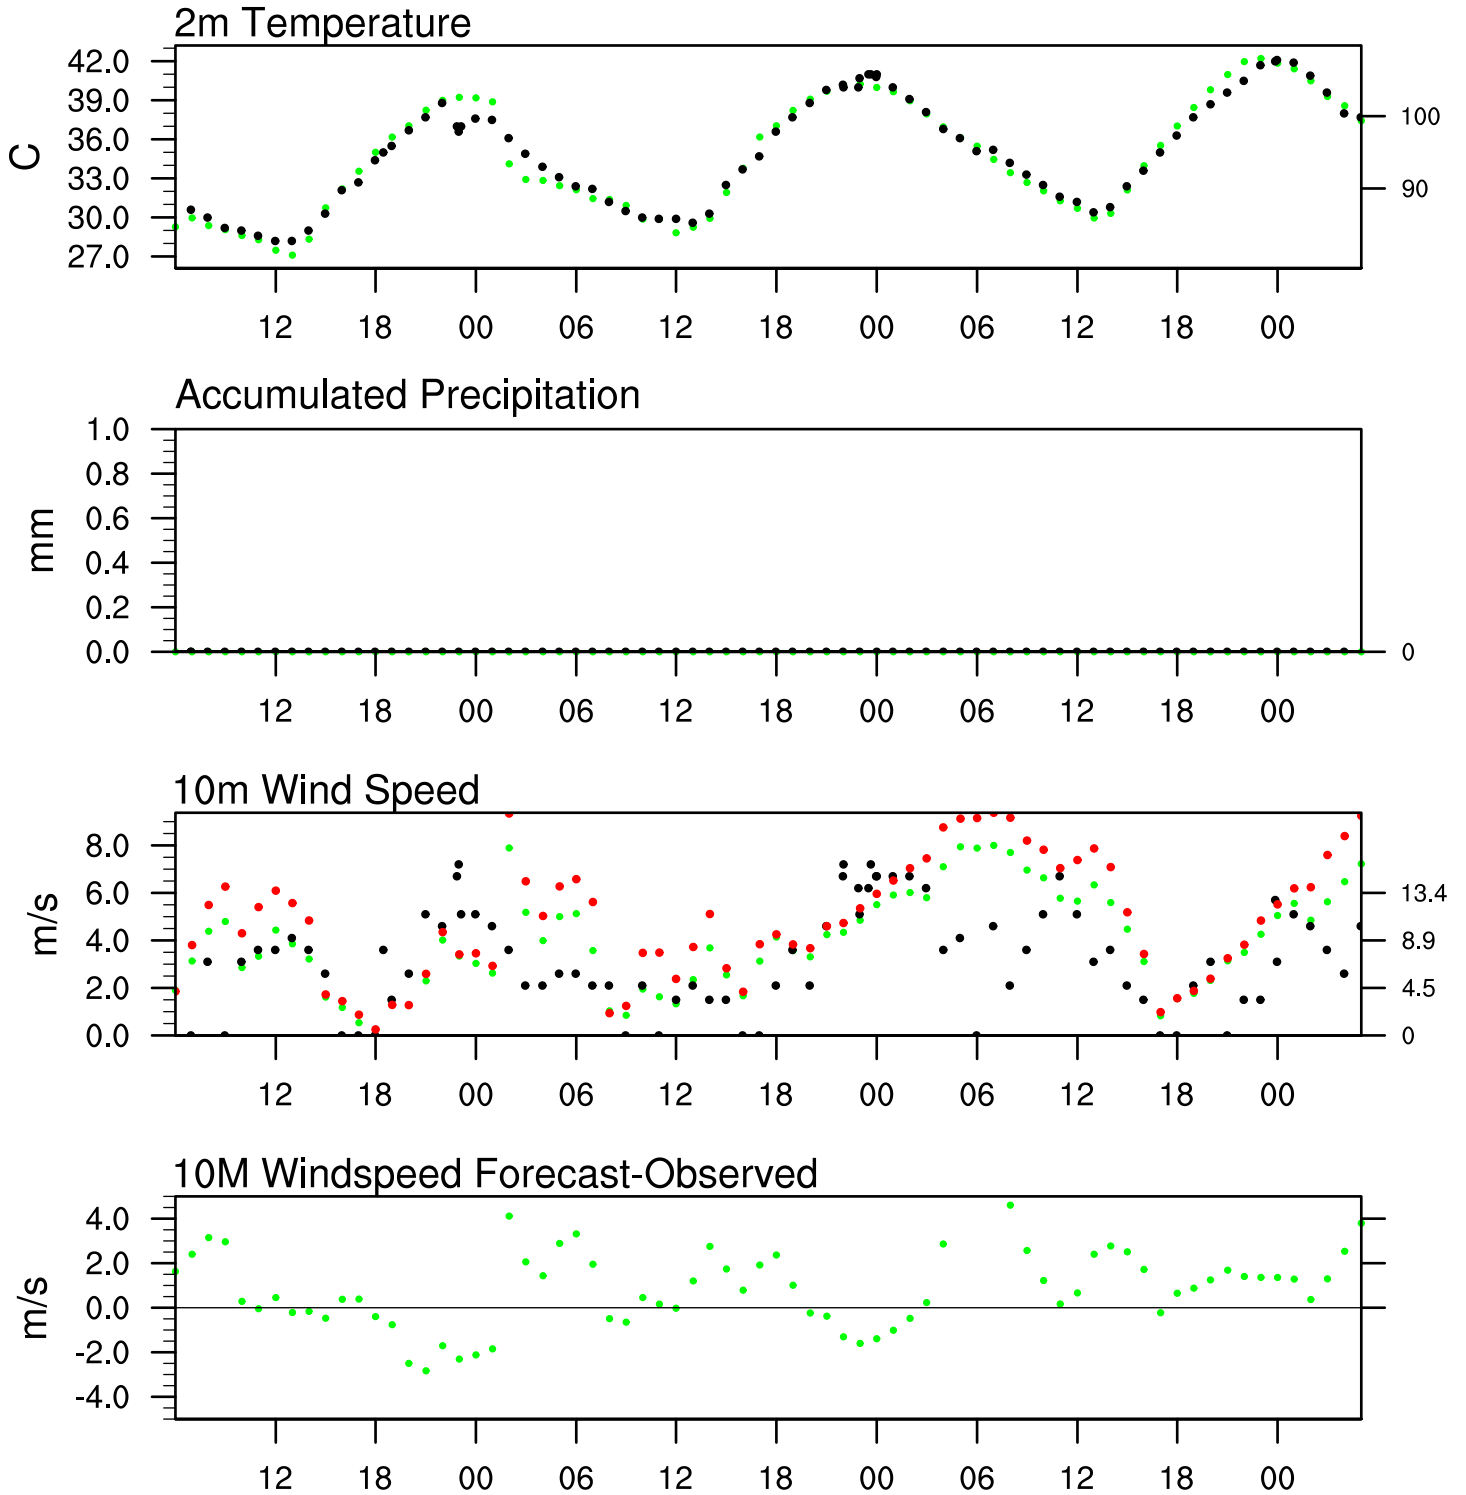 2m Temperature
42.0
39.0
36.0
33.0
30.0
27.0
C
100
90
12 18 00 06 12 18 00 06 12 18 00
Accumulated Precipitation
1.0
0.8
0.6
0.4
0.2
0.0
mm
0
12 18 00 06 12 18 00 06 12 18 00
10m Wind Speed
8.0
6.0
4.0
2.0
0.0
m/s
13.4
8.9
4.5
0
12 18 00 06 12 18 00 06 12 18 00
10M Windspeed Forecast-Observed
4.0
2.0
0.0
-2.0
-4.0
m/s
12 18 00 06 12 18 00 06 12 18 00